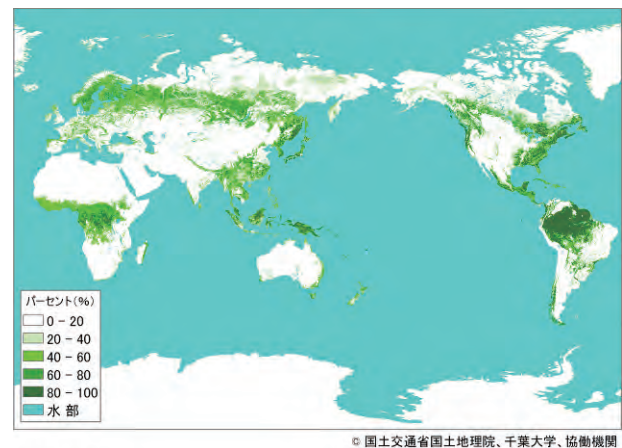 パーセント(%)
0 - 20
20 - 40
40 - 60
60 - 80
80 - 100
水 部
© 国土交通省国土地理院、千葉大学、協働機関